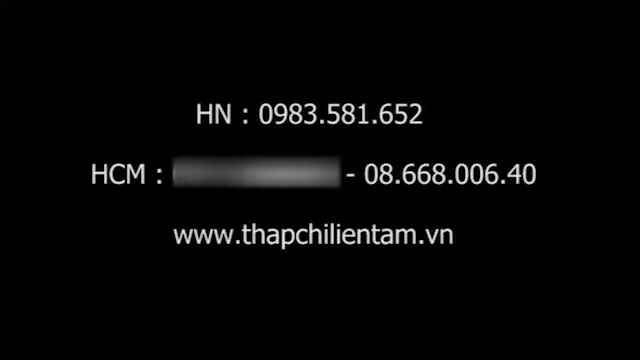 HN : 0983.581.652
HCM : - 08.668.006.40
www.thapchilientam.vn